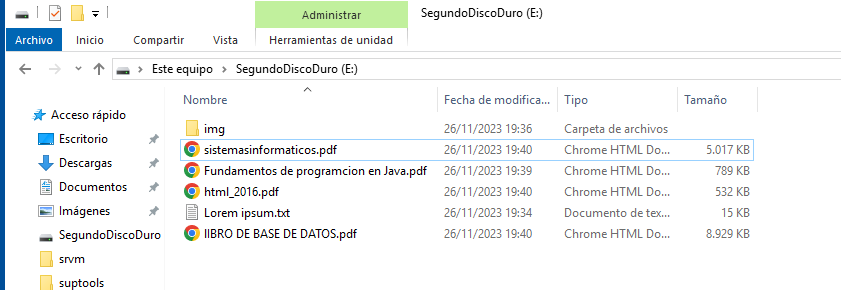 Administrar
SegundoDiscoDuro (E:)
Archivo Inicio Compartir Vista Herramientas de unidad
Este equipo SegundoDiscoDuro (E:)
Acceso rápido
Escritorio
Descargas
Documentos
Imágenes
SegundoDiscoDuro
srvm
suptools
Nombre Fecha de modifica... Tipo Tamaño
img 26/11/2023 19:36 Carpeta de archivos
sistemasinformaticos.pdf 26/11/2023 19:40 Chrome HTML Do... 5.017 KB
Fundamentos de programcion en Java.pdf 26/11/2023 19:39 Chrome HTML Do... 789 KB
html_2016.pdf 26/11/2023 19:40 Chrome HTML Do... 532 KB
Lorem ipsum.txt 26/11/2023 19:34 Documento de tex... 15 KB
lIBRO DE BASE DE DATOS.pdf 26/11/2023 19:40 Chrome HTML Do... 8.929 KB